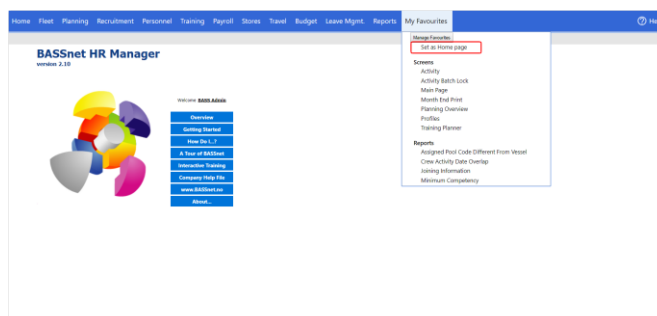 Home Fleet Planning Recruitment Personnel Training Payroll Stores Travel Budget Leave Mgmt. Reports My Favourites He
Manage Favourites
Set as Home page
BASSnet HR Manager
version 2.10
Screens
Activity
Activity Batch Lock
Main Page
Month End Print
Planning Overview
Profiles
Training Planner
Reports
Assigned Pool Code Different From Vessel
Crew Activity Date Overlap
Joining Information
Minimum Competency
Welcome BASS Admin
Overview
Getting Started
How Do I...?
A Tour of BASSnet
Interactive Training
Company Help File
www.BASSnet.no
About...